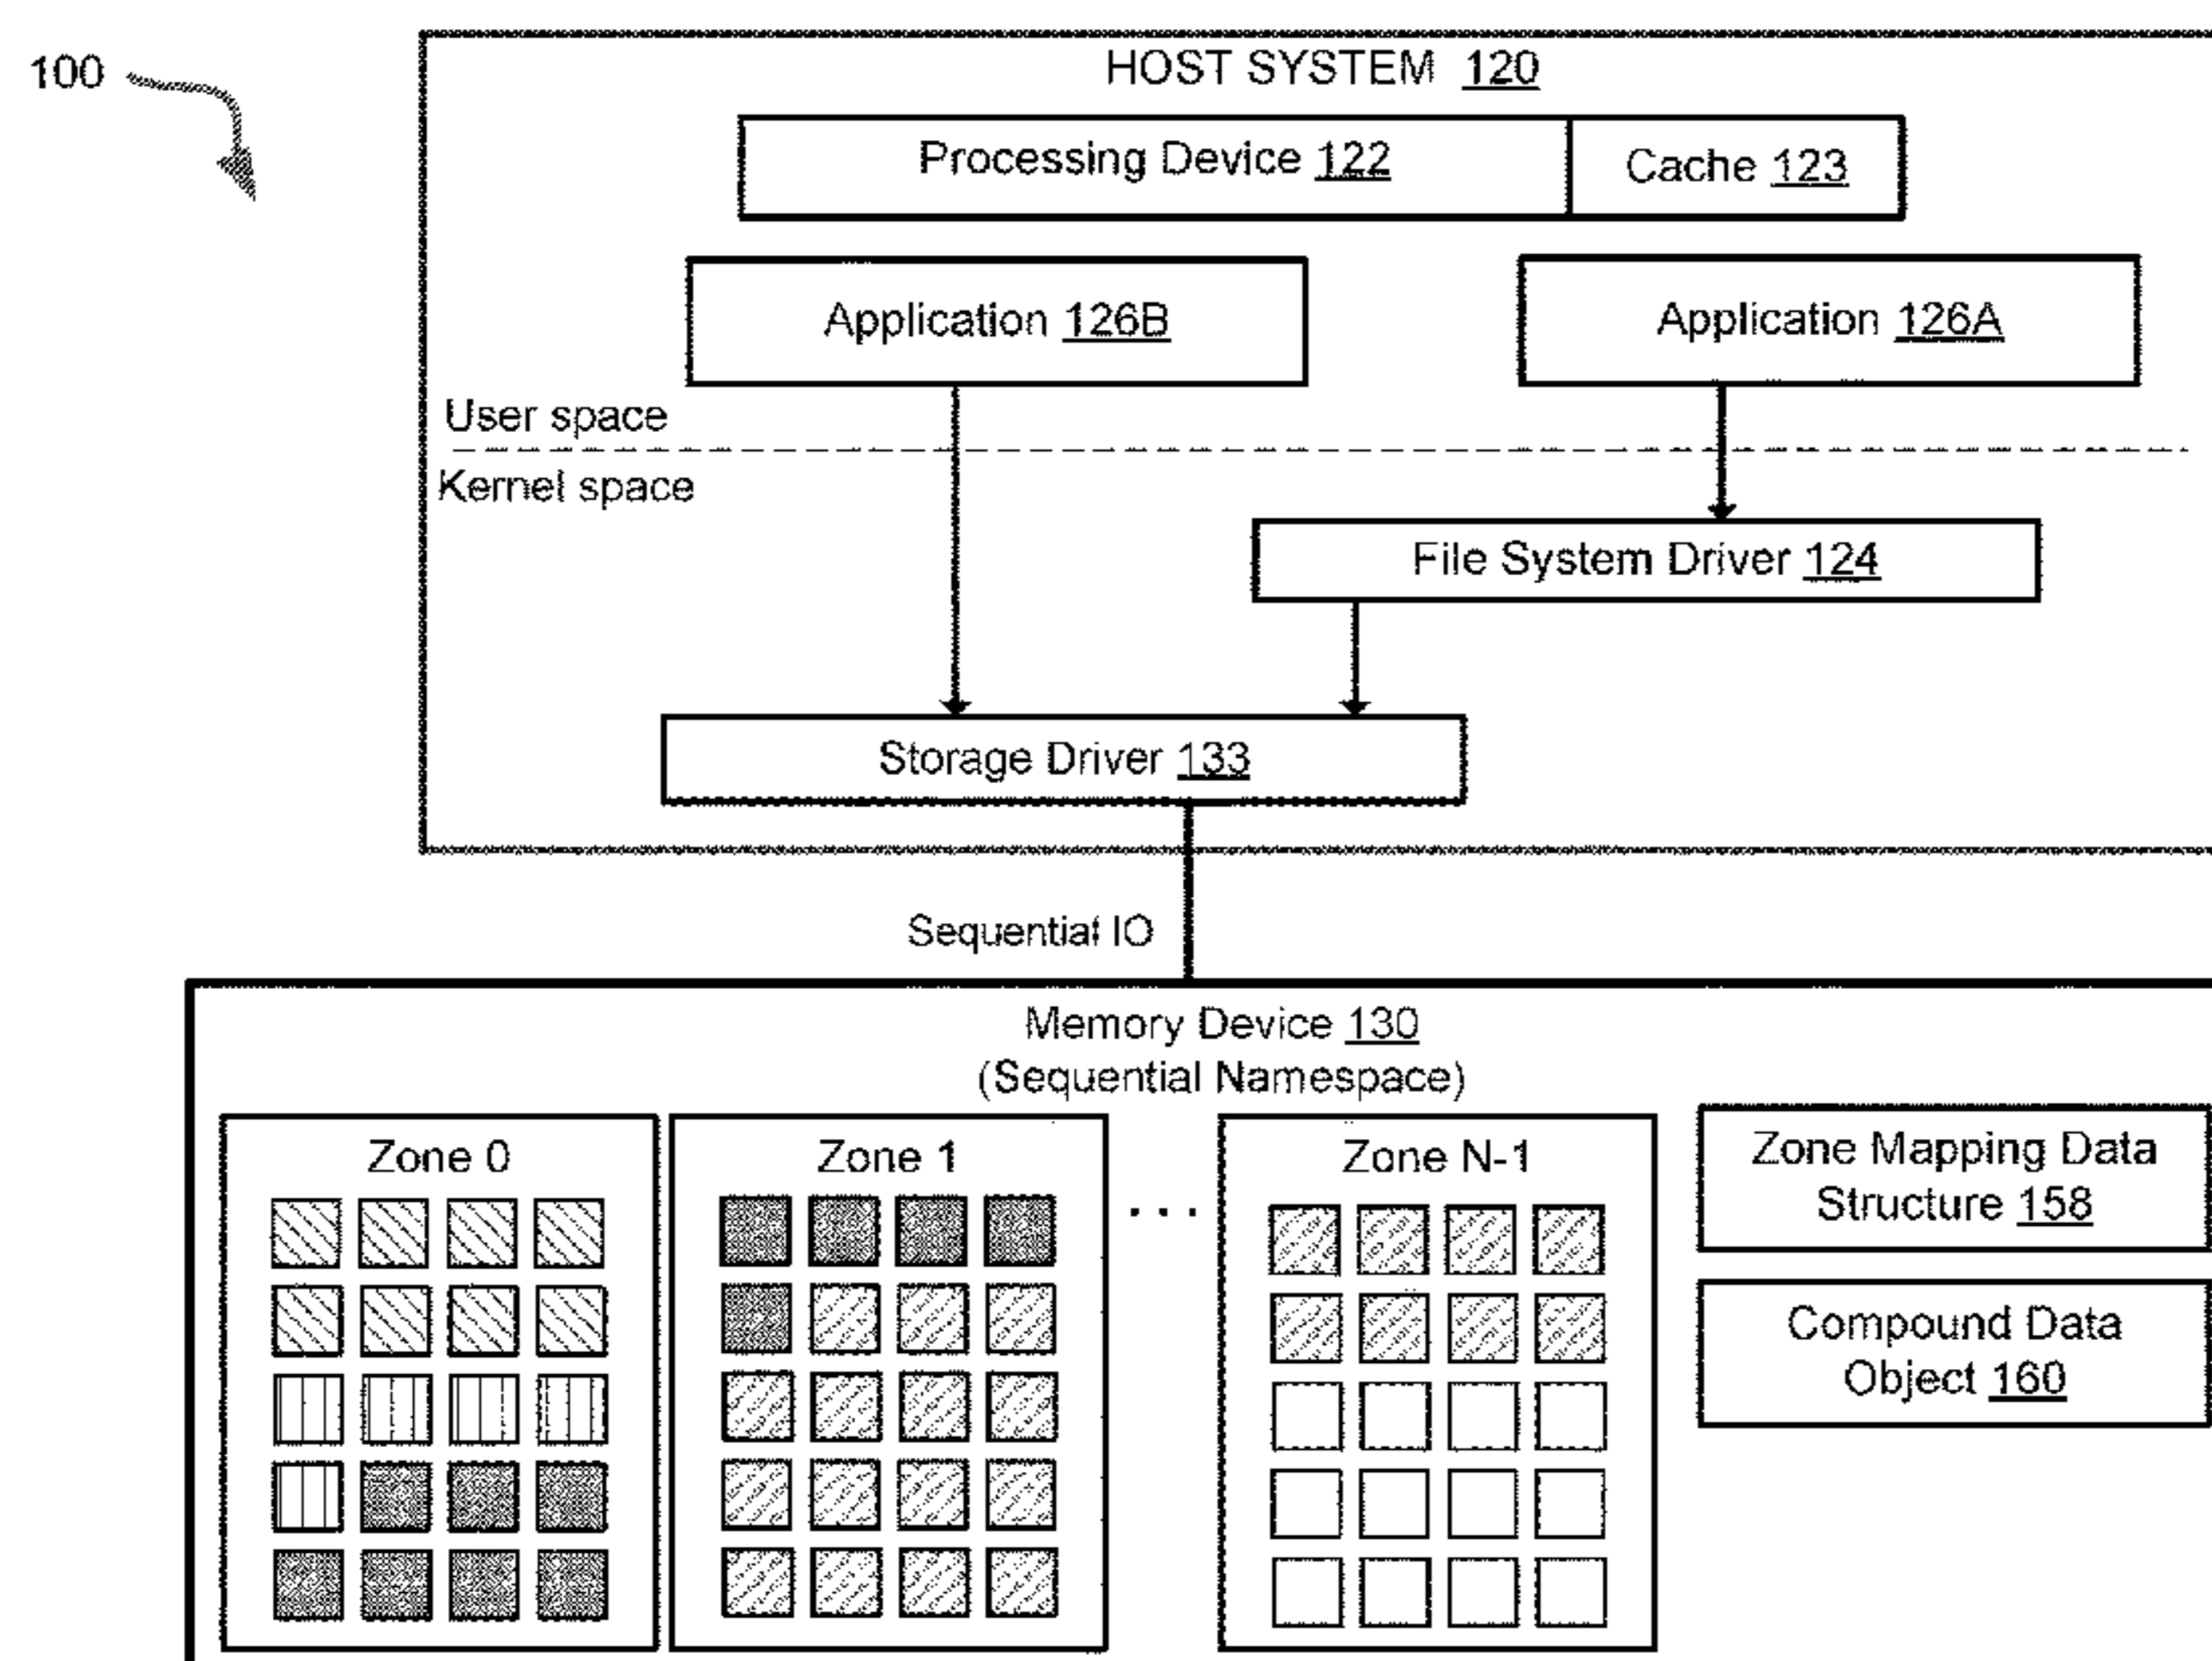 100
HOST SYSTEM 120
Processing Device 122
Cache 123
Application 126B
Application 126A
User space
Kernel space
File System Driver 124
Storage Driver 133
Sequential IO
Memory Device 130
(Sequential Namespace)
Zone 0
Zone 1
. . .
Zone N-1
Zone Mapping Data
Structure 158
Compound Data
Object 160